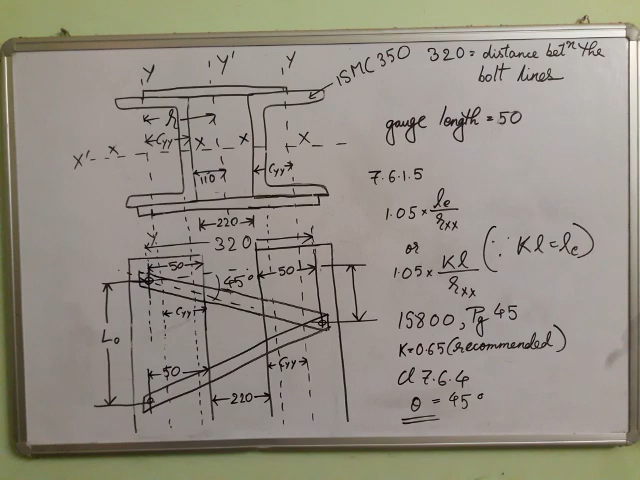 Y Y' Y
ISMC 350
320 = distance betⁿ the
bolt lines
gauge length = 50
Cyy
X' X X X X
110
Cyy
220
320
7.6.1.5
1.05 × le/rxx
or
1.05 × Kl/rxx (∵ Kl = le)
50 45° 50
Cyy
L₀
50 Cyy
220
IS800, Pg 45
K=0.65 (recommended)
Cl 7.6.4
θ = 45°